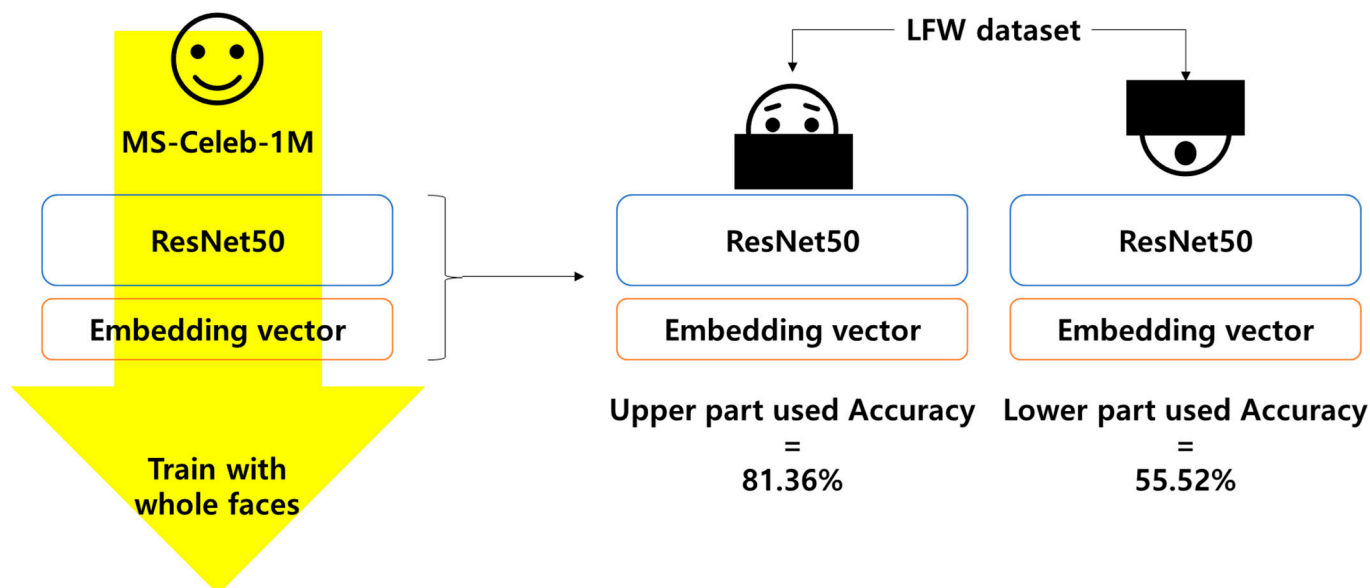 MS-Celeb-1M
ResNet50
Embedding vector
Train with
whole faces
LFW dataset
ResNet50
Embedding vector
Upper part used Accuracy
=
81.36%
ResNet50
Embedding vector
Lower part used Accuracy
=
55.52%